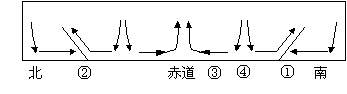 北 ② 赤道 ③ ④ ① 南